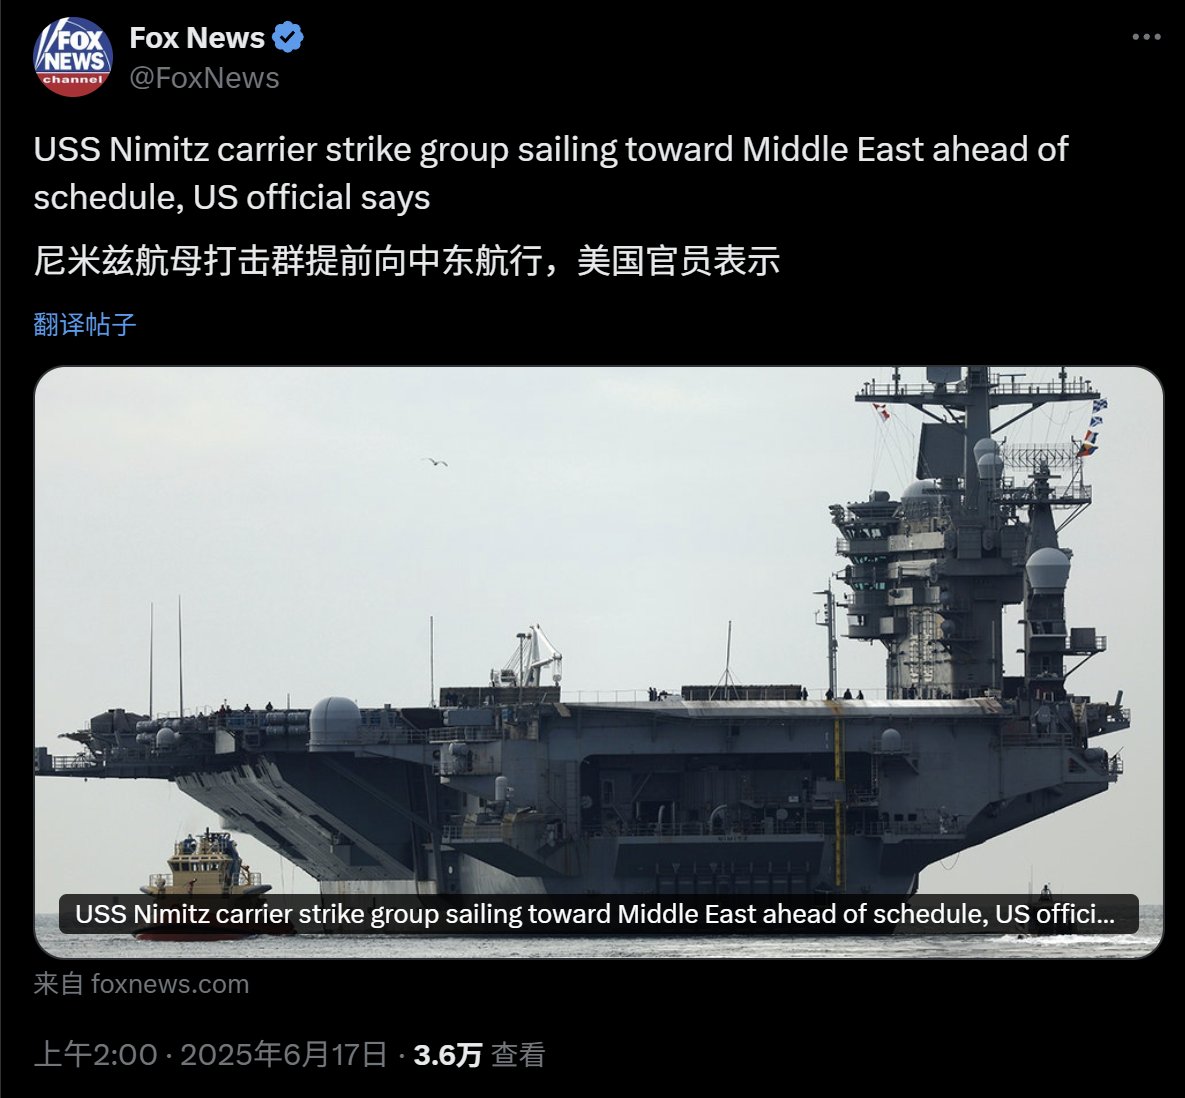 FOX
NEWS
channel
Fox News
@FoxNews
USS Nimitz carrier strike group sailing toward Middle East ahead of
schedule, US official says
尼米兹航母打击群提前向中东航行，美国官员表示
翻译帖子
NIMITZ
USS Nimitz carrier strike group sailing toward Middle East ahead of schedule, US offici...
来自 foxnews.com
上午2:00 · 2025年6月17日 · 3.6万 查看